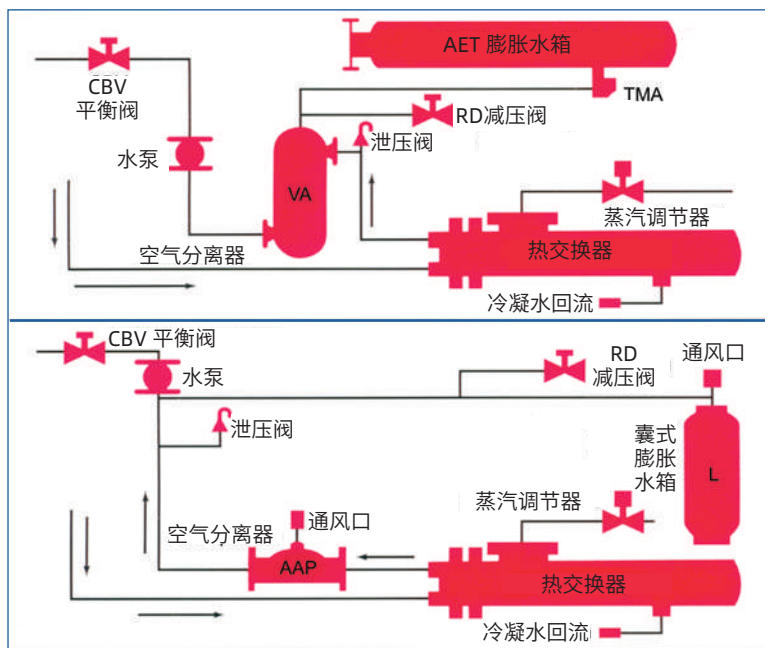 AET 膨胀水箱
CBV
平衡阀
TMA
RD减压阀
泄压阀
水泵
VA
蒸汽调节器
空气分离器
热交换器
冷凝水回流
CBV 平衡阀
RD
减压阀
通风口
水泵
泄压阀
囊式
膨胀
水箱
L
蒸汽调节器
通风口
空气分离器
AAP
热交换器
冷凝水回流